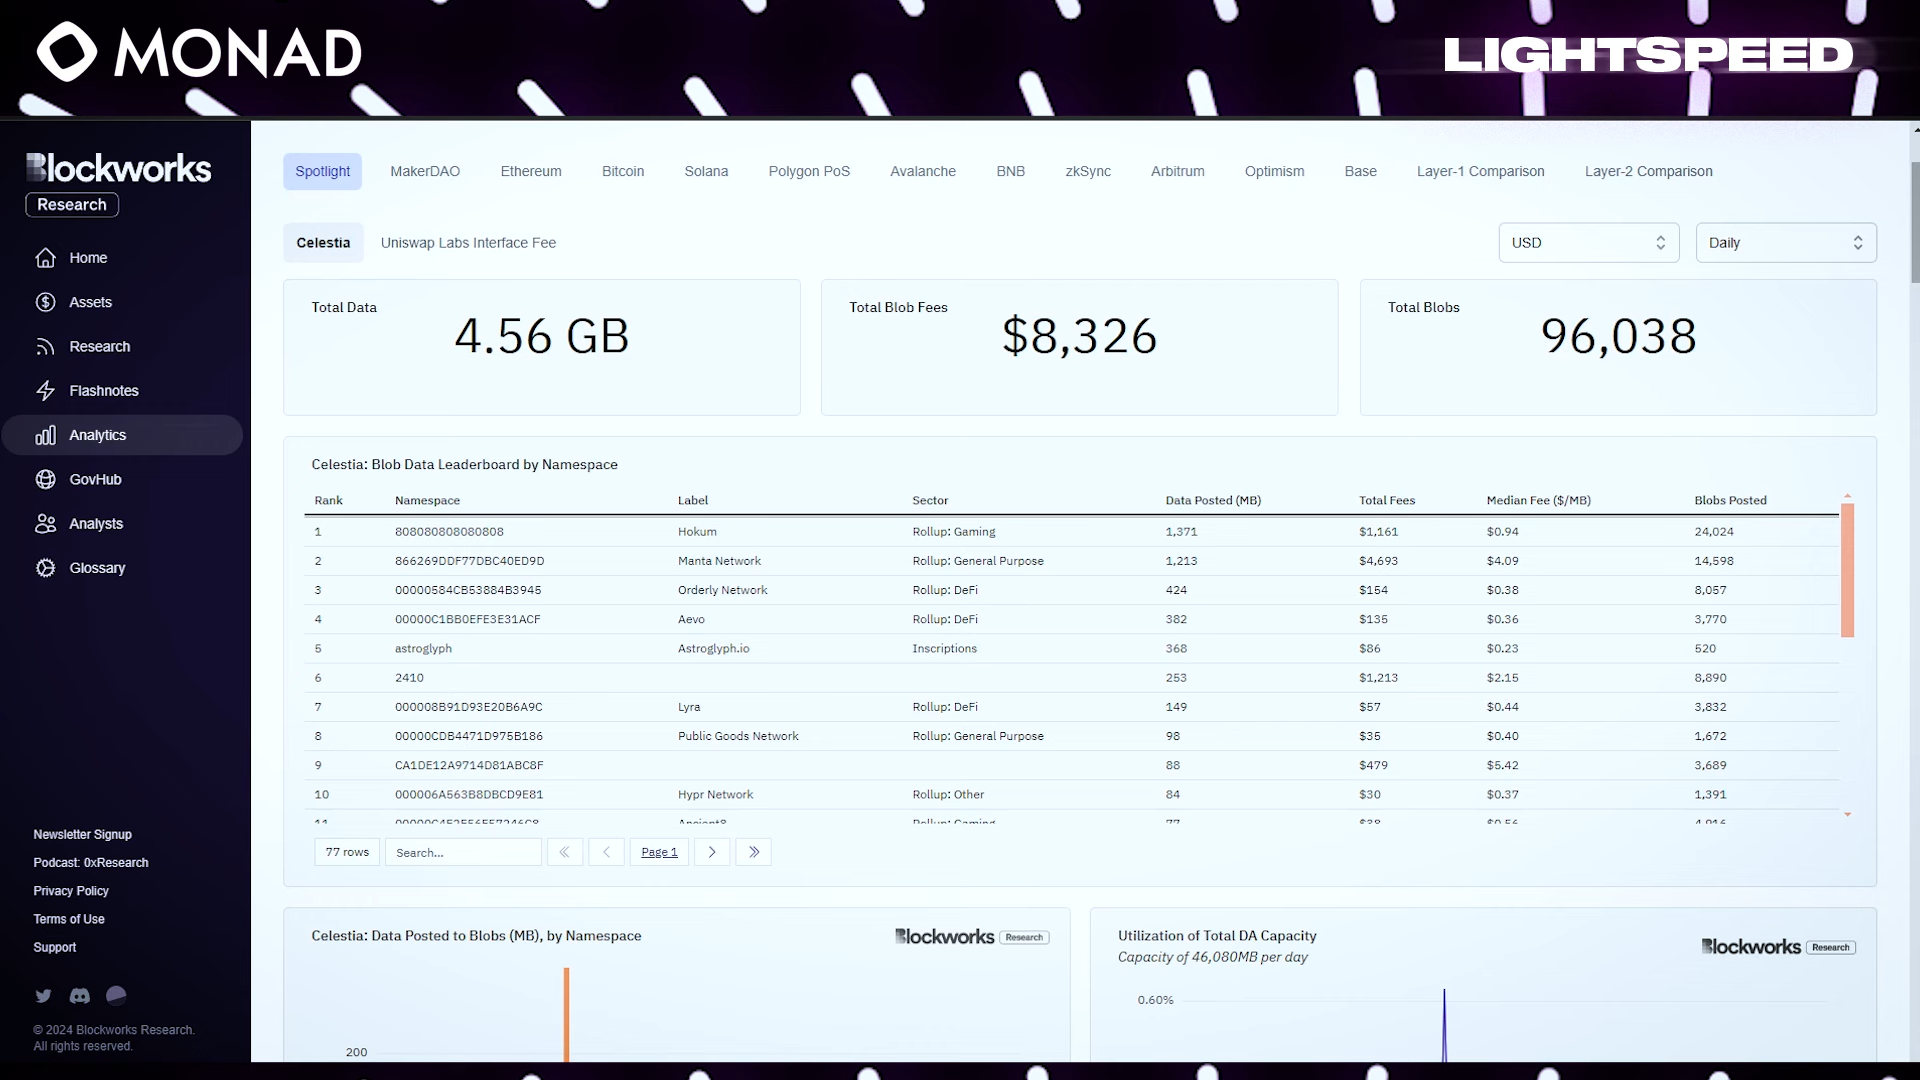 MONAD
LIGHTSPEED
Blockworks
Research
Home
Assets
Research
Flashnotes
Analytics
GovHub
Analysts
Glossary
Newsletter Signup
Podcast: 0xResearch
Privacy Policy
Terms of Use
Support
© 2024 Blockworks Research.
All rights reserved.
Spotlight MakerDAO Ethereum Bitcoin Solana Polygon PoS Avalanche BNB zkSync Arbitrum Optimism Base Layer-1 Comparison Layer-2 Comparison
Celestia Uniswap Labs Interface Fee USD Daily
Total Data
4.56 GB
Total Blob Fees
$8,326
Total Blobs
96,038
Celestia: Blob Data Leaderboard by Namespace
Rank Namespace Label Sector Data Posted (MB) Total Fees Median Fee ($/MB) Blobs Posted
1 808080808080808 Hokum Rollup: Gaming 1,371 $1,161 $0.94 24,024
2 866269DDF77DBC40ED9D Manta Network Rollup: General Purpose 1,213 $4,693 $4.09 14,598
3 00000584CB53884B3945 Orderly Network Rollup: DeFi 424 $154 $0.38 8,057
4 00000C1BB0EFE3E31ACF Aevo Rollup: DeFi 382 $135 $0.36 3,770
5 astroglyph Astroglyph.io Inscriptions 368 $86 $0.23 520
6 2410 253 $1,213 $2.15 8,890
7 000008B91D93E20B6A9C Lyra Rollup: DeFi 149 $57 $0.44 3,832
8 00000CDB4471D975B186 Public Goods Network Rollup: General Purpose 98 $35 $0.40 1,672
9 CA1DE12A9714D81ABC8F 88 $479 $5.42 3,689
10 000006A563B8DBCD9E81 Hypr Network Rollup: Other 84 $30 $0.37 1,391
11 Ancient8 Rollup: Gaming 77 $38 $0.56 4,916
77 rows Search... Page 1
Celestia: Data Posted to Blobs (MB), by Namespace
Blockworks Research
200
Utilization of Total DA Capacity
Capacity of 46,080MB per day
Blockworks Research
0.60%